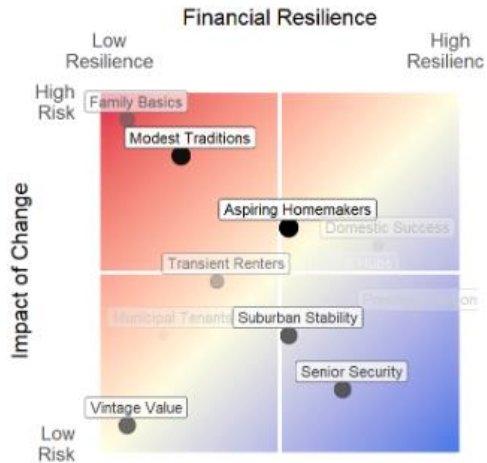 Financial Resilience
Low
Resilience
High
Resilienc
High
Risk
Family Basics
Modest Traditions
Aspiring Homemakers
Domestic Success
Transient Renters
Municipal Tenants
Suburban Stability
Senior Security
Vintage Value
Low
Risk
Impact of Change